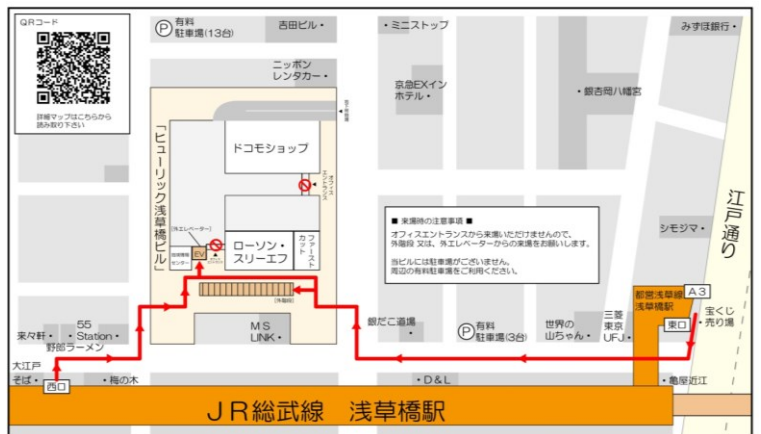 QRコード
詳細マップはこちらから
読み取り下さい
P 有料
駐車場(13台)
吉田ビル・
・ミニストップ
みずほ銀行・
ニッポン
レンタカー・
京急EXイン
ホテル・
・銀杏岡八幡宮
「ヒューリック浅草橋ビル」
ドコモショップ
オフィス
エントランス
[外エレベーター]
EV
ローソン・
スリーエフ
ファースト
カット
[外階段]
■ 来場時の注意事項 ■
オフィスエントランスから来場いただけませんので、
外階段 又は、外エレベーターからの来場をお願いします。
当ビルには駐車場がございません。
周辺の有料駐車場をご利用ください。
江戸通り
シモジマ・
都営浅草線
浅草橋駅
A3
東口
宝くじ
・売り場
来々軒・
55
・Station・
野郎ラーメン
MS
LINK・
銀だこ道場
P 有料
駐車場(3台)
世界の
山ちゃん・
三菱
東京
UFJ・
大江戸
そば・
西口
・梅の木
・D&L
・亀屋近江
JR総武線 浅草橋駅